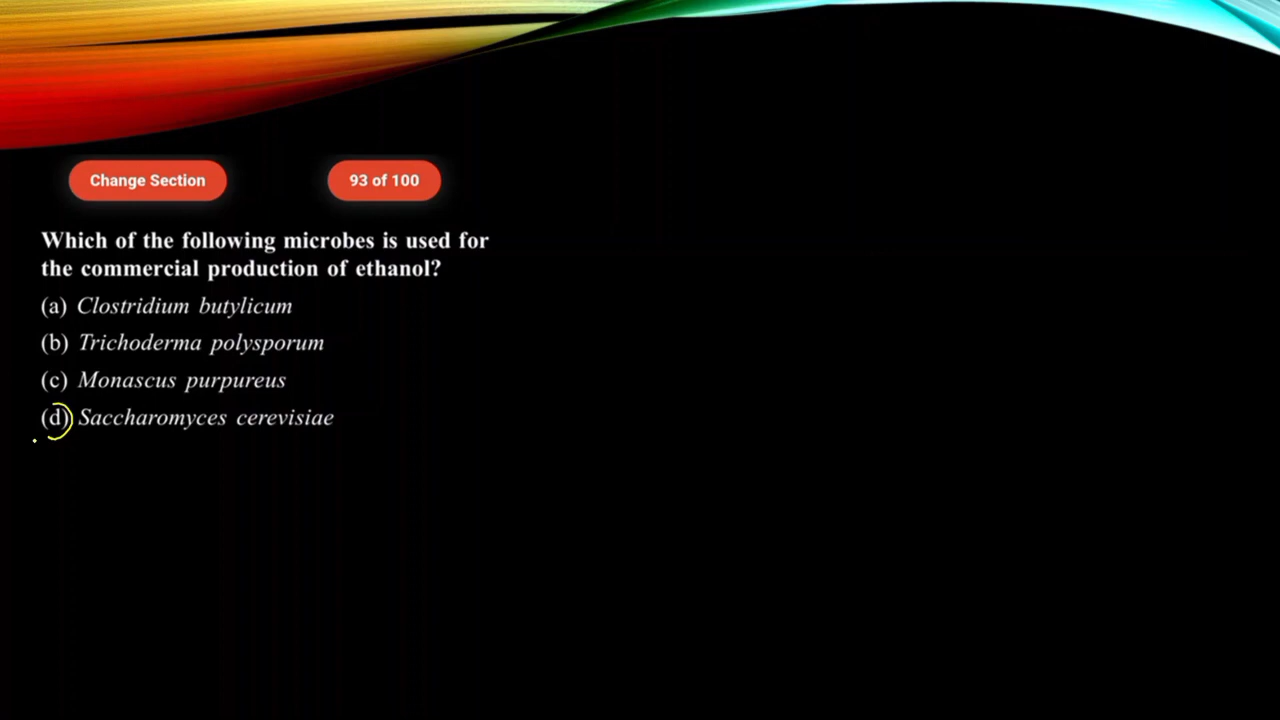 Change Section
93 of 100
Which of the following microbes is used for
the commercial production of ethanol?
(a) Clostridium butylicum
(b) Trichoderma polysporum
(c) Monascus purpureus
(d) Saccharomyces cerevisiae